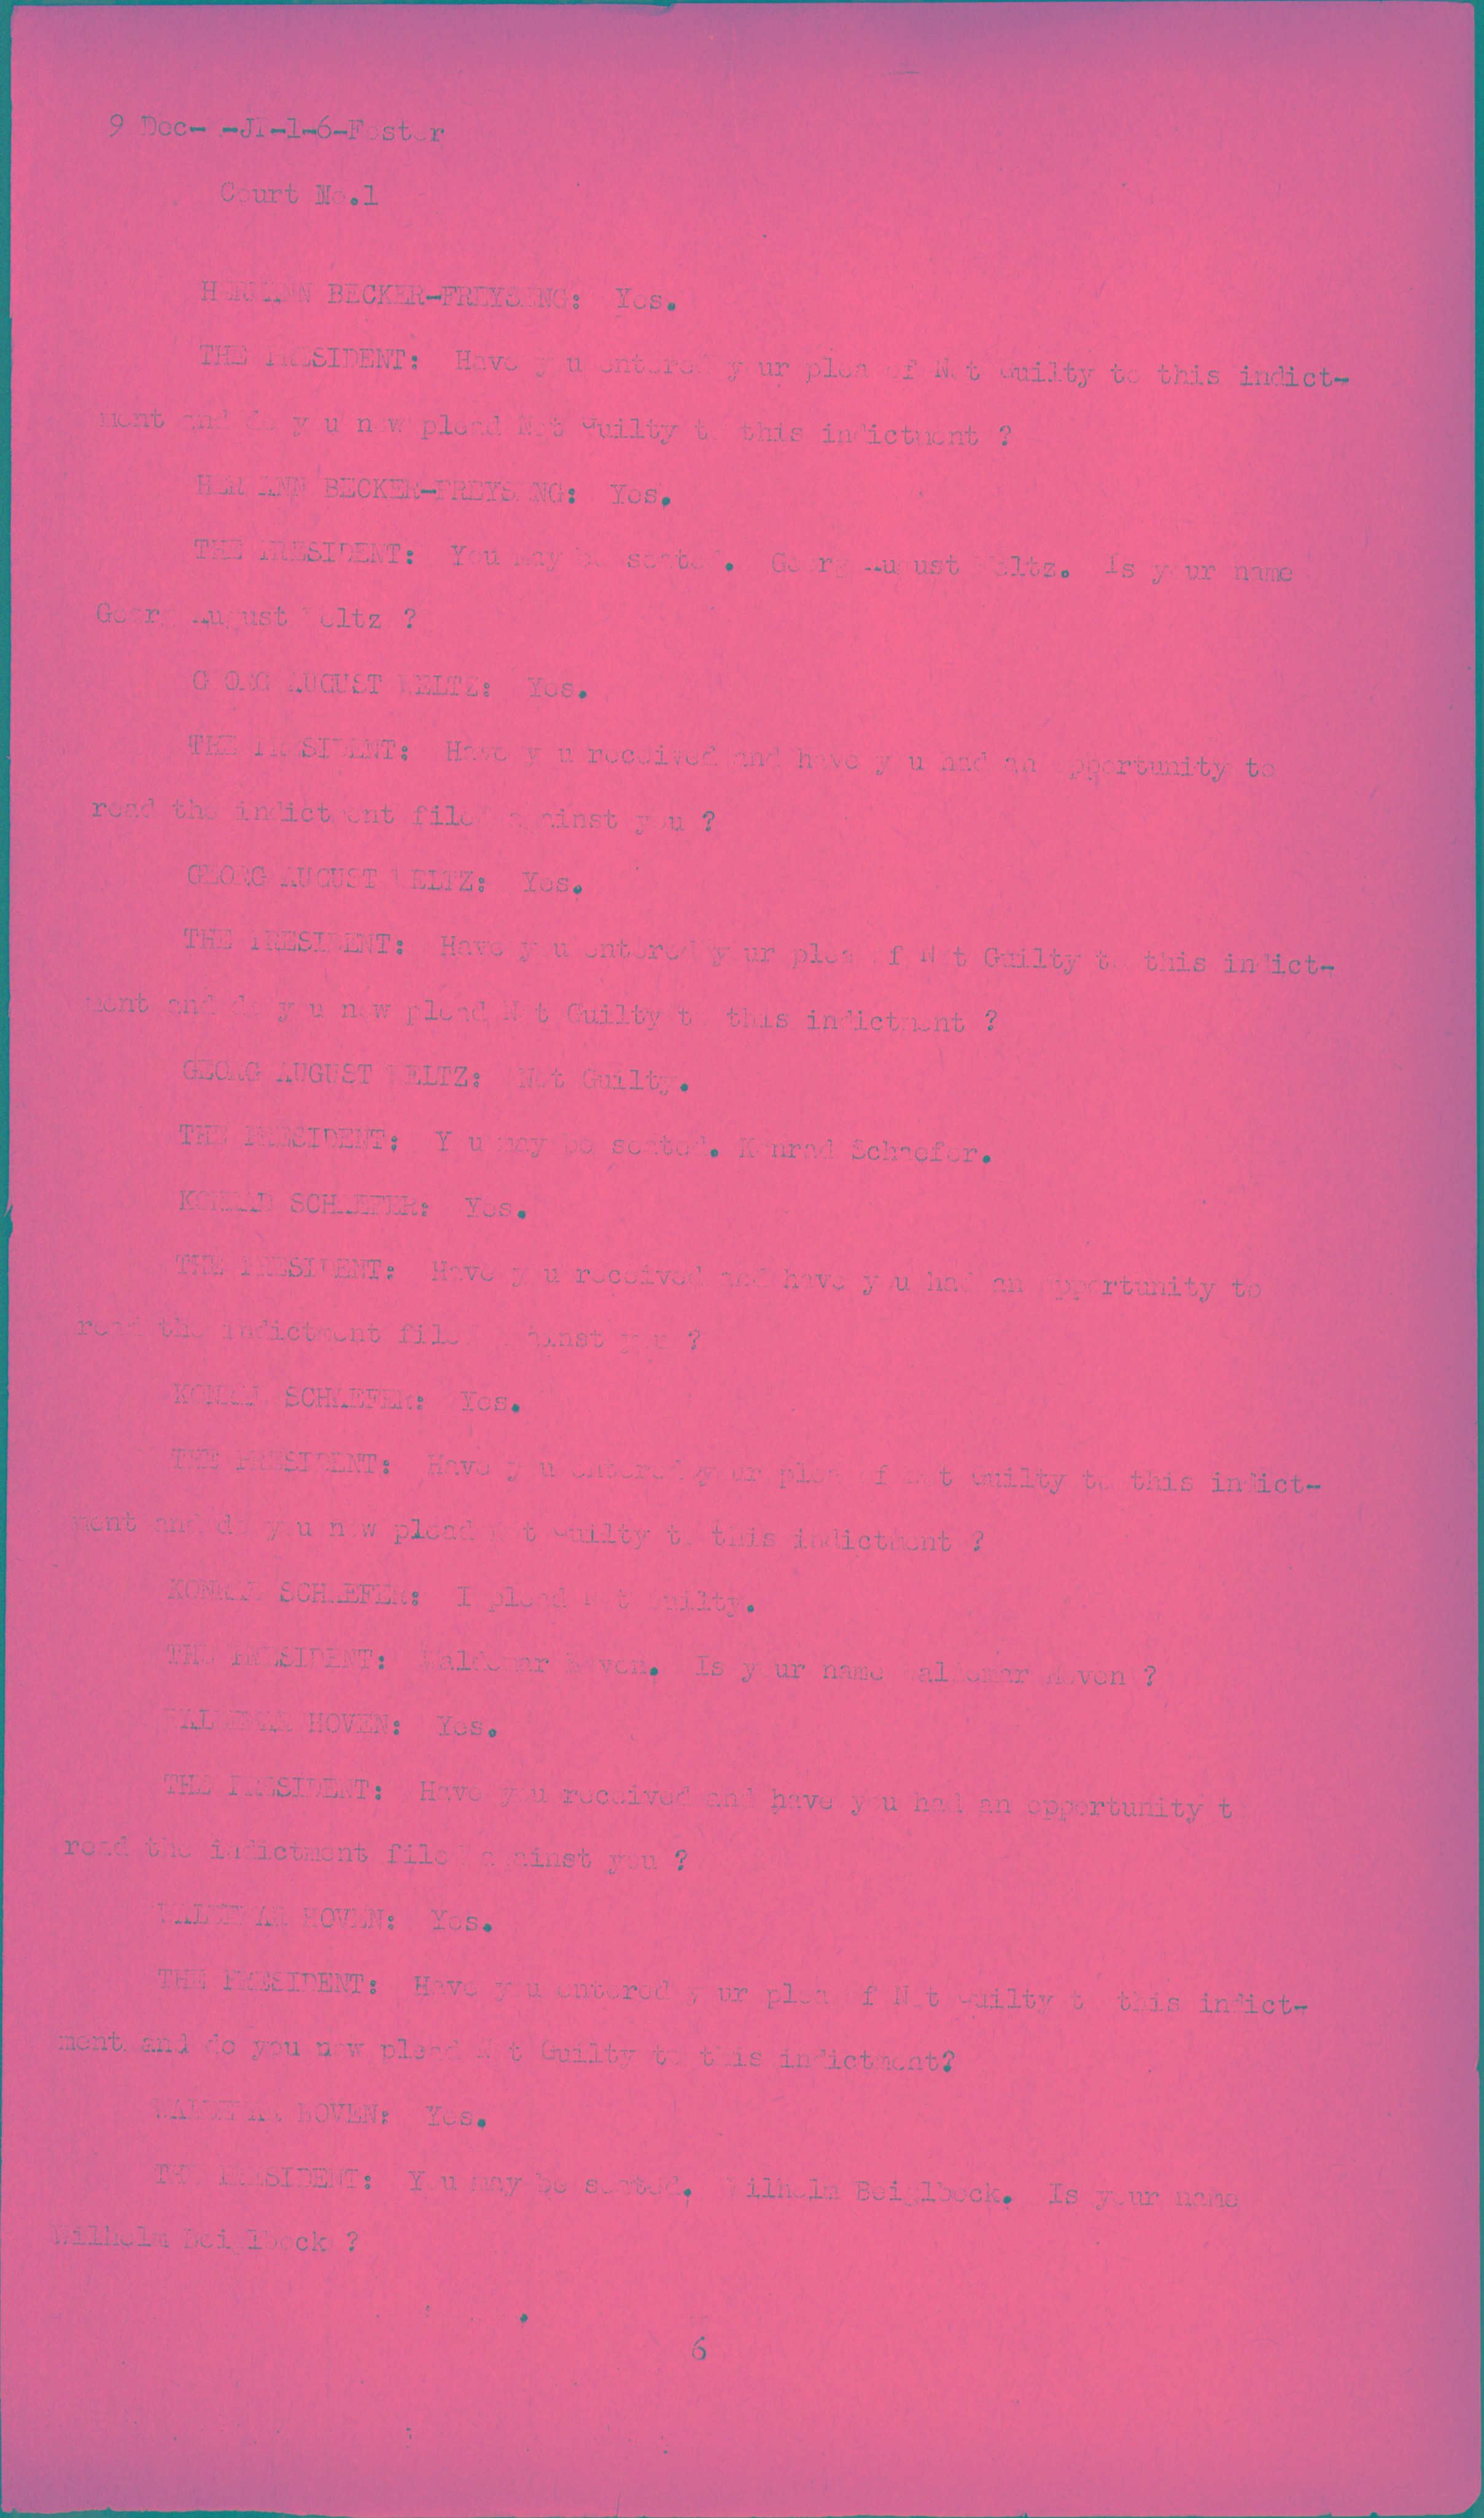 9 Dec-M-JP-1-6-Foster
Court No.1
HERMANN BECKER-FREYSENG: Yes.
THE PRESIDENT: Have you entered your plea of Not Guilty to this indict-
ment and do you now plead Not Guilty to this indictment ?
HERMANN BECKER-FREYSENG: Yes.
THE PRESIDENT: You may be seated. Georg August Weltz. Is your name
Georg August Weltz ?
GEORG AUGUST WELTZ: Yes.
THE PRESIDENT: Have you received and have you had an opportunity to
read the indictment filed against you ?
GEORG AUGUST WELTZ: Yes.
THE PRESIDENT: Have you entered your plea of Not Guilty to this indict-
ment and do you now plead Not Guilty to this indictment ?
GEORG AUGUST WELTZ: Not Guilty.
THE PRESIDENT: You may be seated. Konrad Schaefer.
KONRAD SCHAEFER: Yes.
THE PRESIDENT: Have you received and have you had an opportunity to
read the indictment filed against you ?
KONRAD SCHAEFER: Yes.
THE PRESIDENT: Have you entered your plea of Not Guilty to this indict-
ment and do you now plead Not Guilty to this indictment ?
KONRAD SCHAEFER: I plead Not Guilty.
THE PRESIDENT: Waldemar Hoven. Is your name Waldemar Hoven ?
WALDEMAR HOVEN: Yes.
THE PRESIDENT: Have you received and have you had an opportunity to
read the indictment filed against you ?
WALDEMAR HOVEN: Yes.
THE PRESIDENT: Have you entered your plea of Not Guilty to this indict-
ment and do you now plead Not Guilty to this indictment?
WALDEMAR HOVEN: Yes.
THE PRESIDENT: You may be seated. Wilhelm Beiglbock. Is your name
Wilhelm Beiglbock ?
6